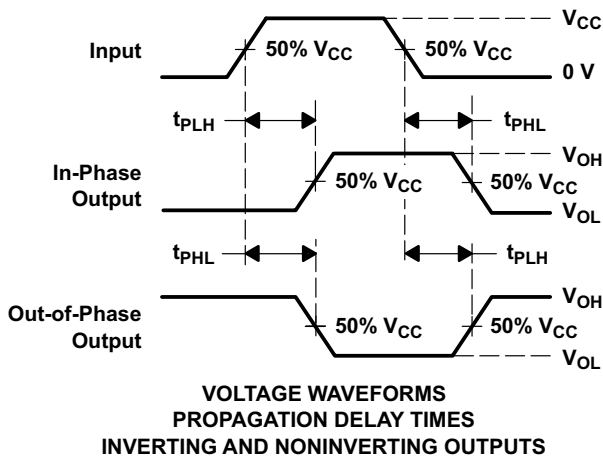 VCC
Input
50% VCC
50% VCC
0 V
tPLH
tPHL
VOH
In-Phase
Output
50% VCC
50% VCC
VOL
tPHL
tPLH
VOH
Out-of-Phase
Output
50% VCC
50% VCC
VOL
VOLTAGE WAVEFORMS
PROPAGATION DELAY TIMES
INVERTING AND NONINVERTING OUTPUTS